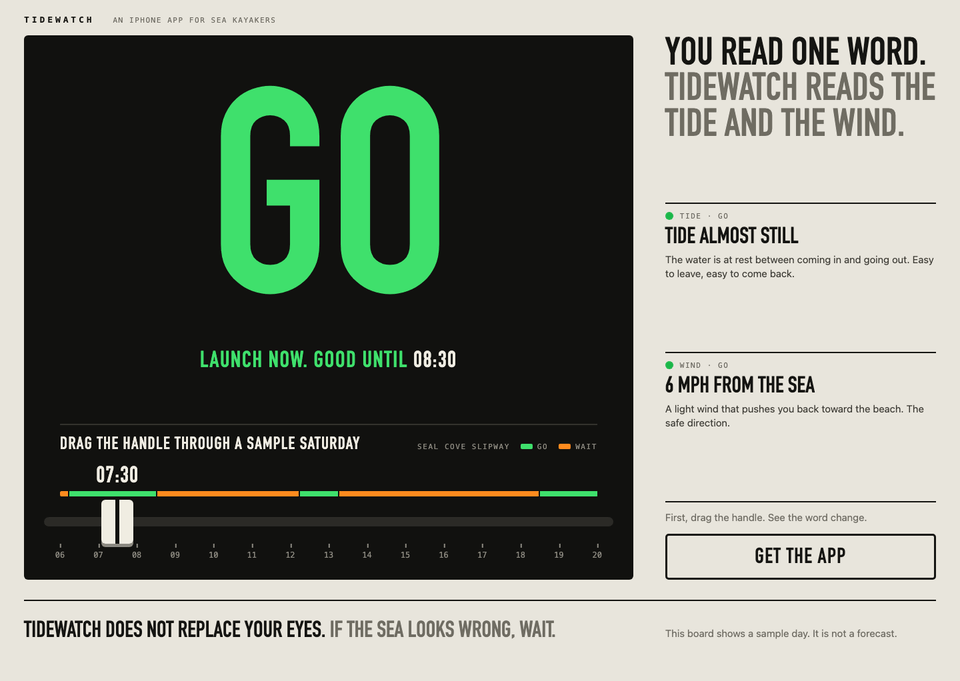 TIDEWATCH AN IPHONE APP FOR SEA KAYAKERS
GO
LAUNCH NOW. GOOD UNTIL 08:30
DRAG THE HANDLE THROUGH A SAMPLE SATURDAY
SEAL COVE SLIPWAY GO WAIT
07:30
06 07 08 09 10 11 12 13 14 15 16 17 18 19 20
YOU READ ONE WORD.
TIDEWATCH READS THE
TIDE AND THE WIND.
TIDE · GO
TIDE ALMOST STILL
The water is at rest between coming in and going out. Easy
to leave, easy to come back.
WIND · GO
6 MPH FROM THE SEA
A light wind that pushes you back toward the beach. The
safe direction.
First, drag the handle. See the word change.
GET THE APP
TIDEWATCH DOES NOT REPLACE YOUR EYES. IF THE SEA LOOKS WRONG, WAIT.
This board shows a sample day. It is not a forecast.